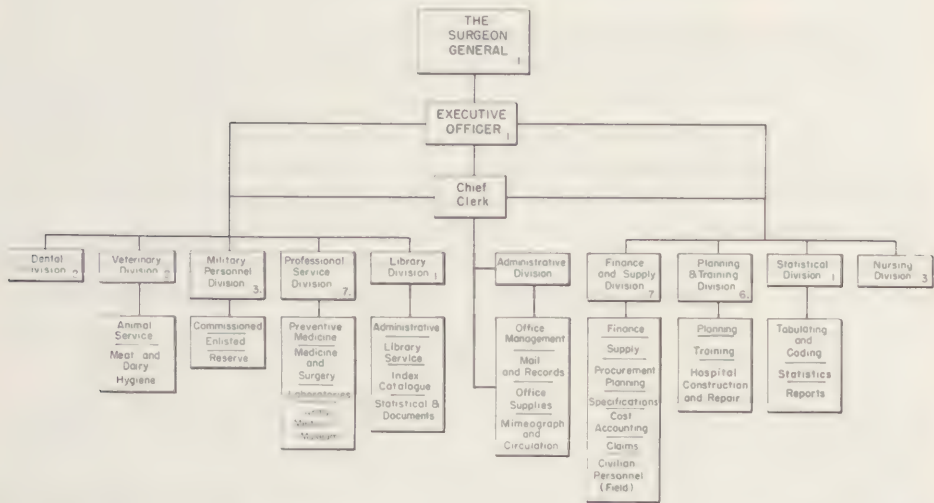 THE
SURGEON
GENERAL
1
EXECUTIVE
OFFICER
1
Chief
Clerk
Dental
Division
Veterinary
Division
Military
Personnel
Division
3.
Professional
Service
Division
7.
Library
Division
1
Administrative
Division
Finance
and Supply
Division
7
Planning
& Training
Division
6.
Statistical
Division
1
Nursing
Division
3
Animal
Service
Meat and
Dairy
Hygiene
Commissioned
Enlisted
Reserve
Preventive
Medicine
Medicine
and
Surgery
Laboratories
Museum
Administrative
Library
Service
Index
Catalogue
Statistical &
Documents
Office
Management
Mail
and Records
Office
Supplies
Mimeograph
and
Circulation
Finance
Supply
Procurement
Planning
Specifications
Cost
Accounting
Claims
Civilian
Personnel
(Field)
Planning
Training
Hospital
Construction
and Repair
Tabulating
and
Coding
Statistics
Reports